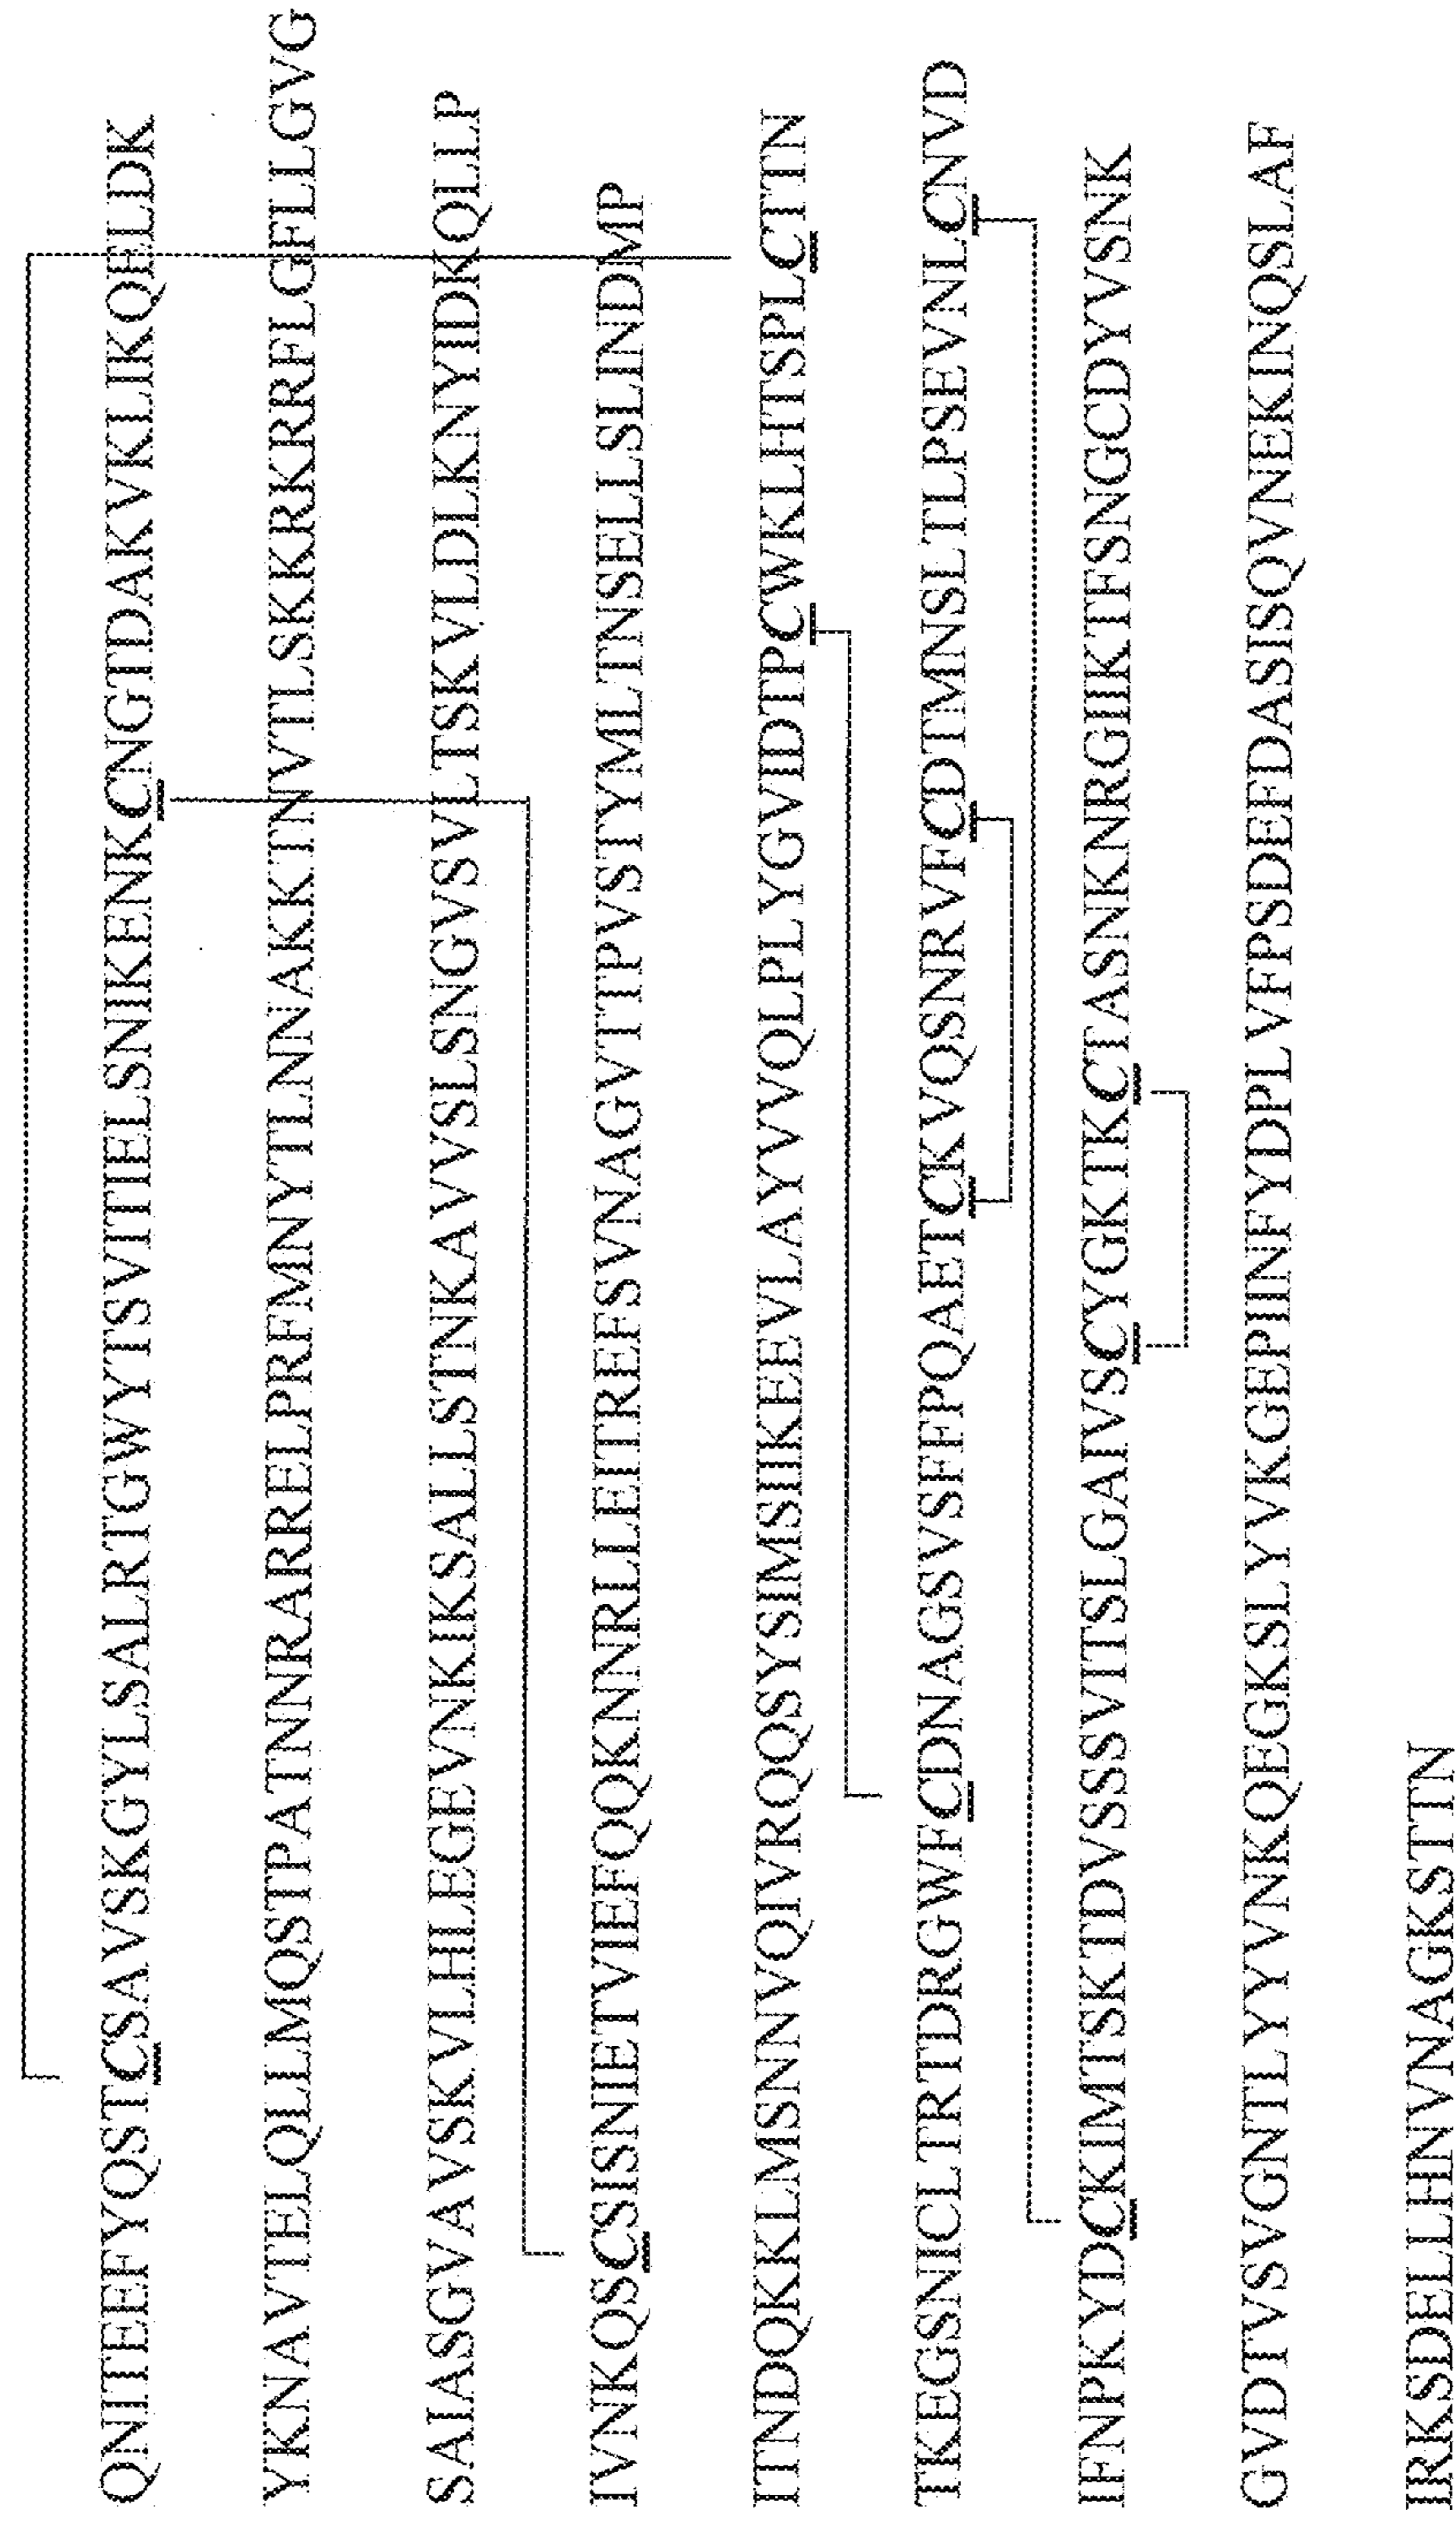 QNITEEFYQSTCSAVSKGYLSALRTGWYTSVITIELSNIKENKCNGTDAKVKLIKQELDK
YKNAVTELQLLMQSTPATNNRARRELPRFMNYTLNNAKKTNVTLSKKRKRRFLGFLLGVG
SAIASGVAVSKVLHLEGEVNKIKSALLSTNKAVVSLSNGVSVLTSKVLDLKNYIDKQLLP
IVNKQSCSISNIETVIEFQQKNNRLLEITREFSVNAGVTTPVSTYMLTNSELLSLINDMP
ITNDQKKLMSNNVQIVRQQSYSIMSIIKEEVLAYVVQLPLYGVIDTPCWKLHTSPLCTTN
TKEGSNICLTRTDRGWFCDNAGSVSFFPQAETCKVQSNRVFCDTMNSLTLPSEVNLCNVD
IFNPKYDCKIMTSKTDVSSSVITSLGAIVSCYGKTKCTASNKNRGIIKTFSNGCDYVSNK
GVDTVSVGNTLYYVNKQEGKSLYVKGEPIINFYDPLVFPSDEFDASISQVNEKINQSLAF
IRKSDELLHNVNAGKSTTN